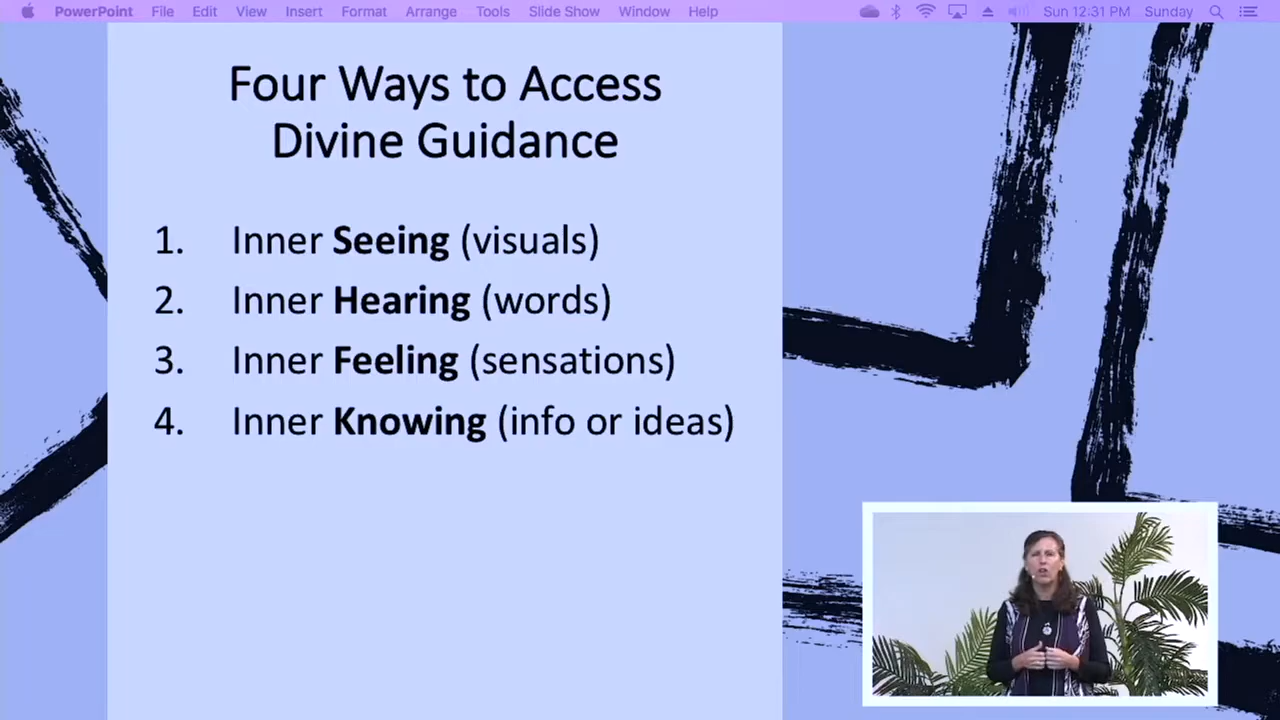 PowerPoint File Edit View Insert Format Arrange Tools Slide Show Window Help Sun 12:31 PM Sunday
Four Ways to Access
Divine Guidance
1. Inner Seeing (visuals)
2. Inner Hearing (words)
3. Inner Feeling (sensations)
4. Inner Knowing (info or ideas)